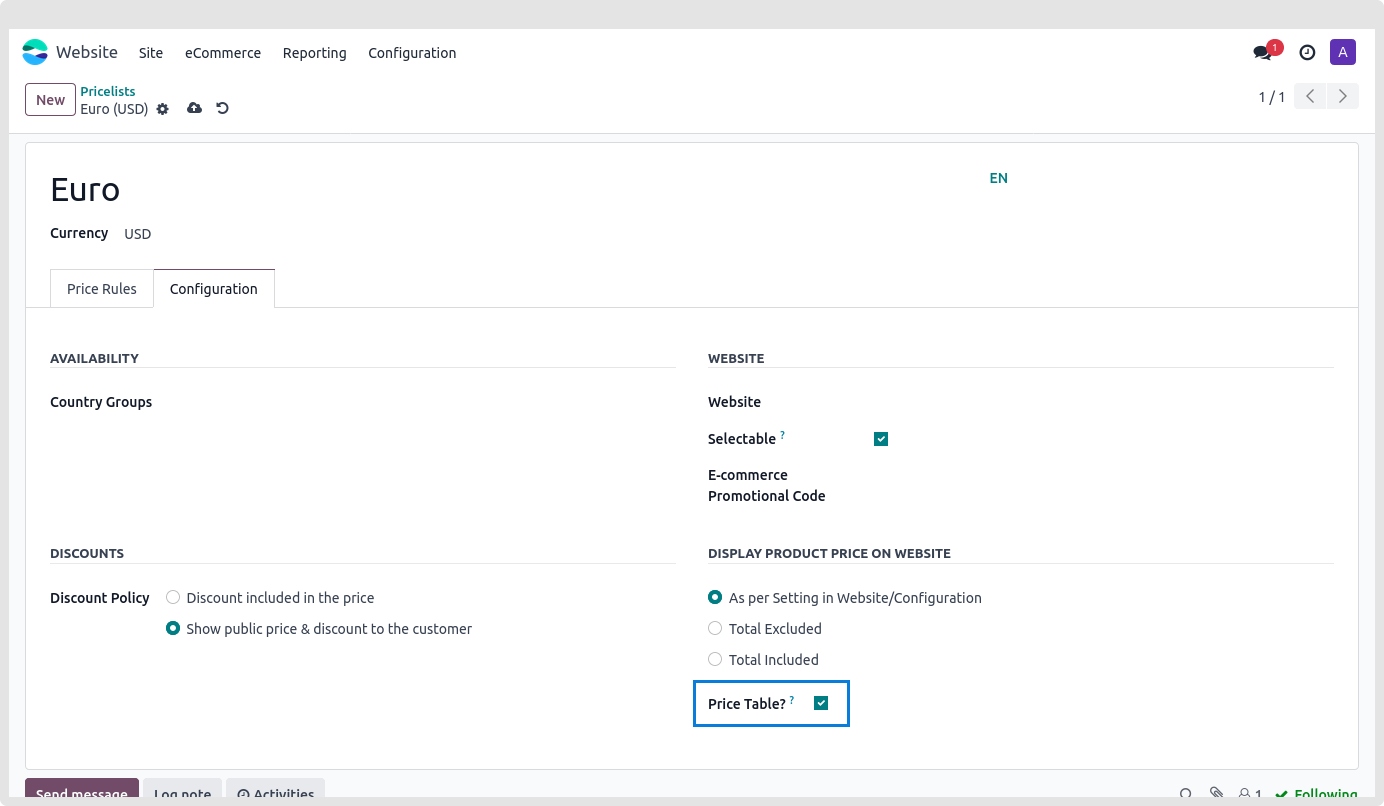 Website Site eCommerce Reporting Configuration 1 A
New Pricelists
Euro (USD) 1 / 1
Euro EN
Currency USD
Price Rules Configuration
AVAILABILITY
Country Groups
WEBSITE
Website
Selectable ?
E-commerce
Promotional Code
DISCOUNTS
Discount Policy Discount included in the price
Show public price & discount to the customer
DISPLAY PRODUCT PRICE ON WEBSITE
As per Setting in Website/Configuration
Total Excluded
Total Included
Price Table? ?
Send message Log note Activities 1 Following